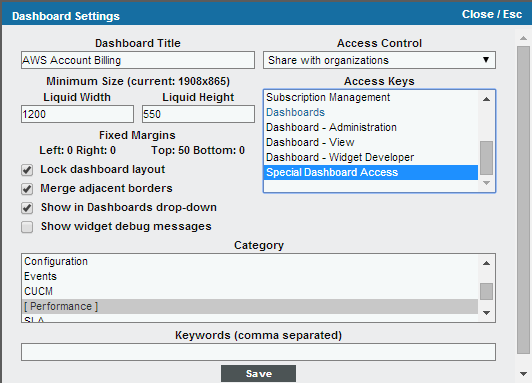 Dashboard Settings Close / Esc
Dashboard Title Access Control
AWS Account Billing Share with organizations
Minimum Size (current: 1908x865) Access Keys
Liquid Width Liquid Height Subscription Management
1200 550 Dashboards
Dashboard - Administration
Fixed Margins Dashboard - View
Left: 0 Right: 0 Top: 50 Bottom: 0 Dashboard - Widget Developer
Lock dashboard layout Special Dashboard Access
Merge adjacent borders
Show in Dashboards drop-down
Show widget debug messages
Category
Configuration
Events
CUCM
[ Performance ]
SLA
Keywords (comma separated)
Save